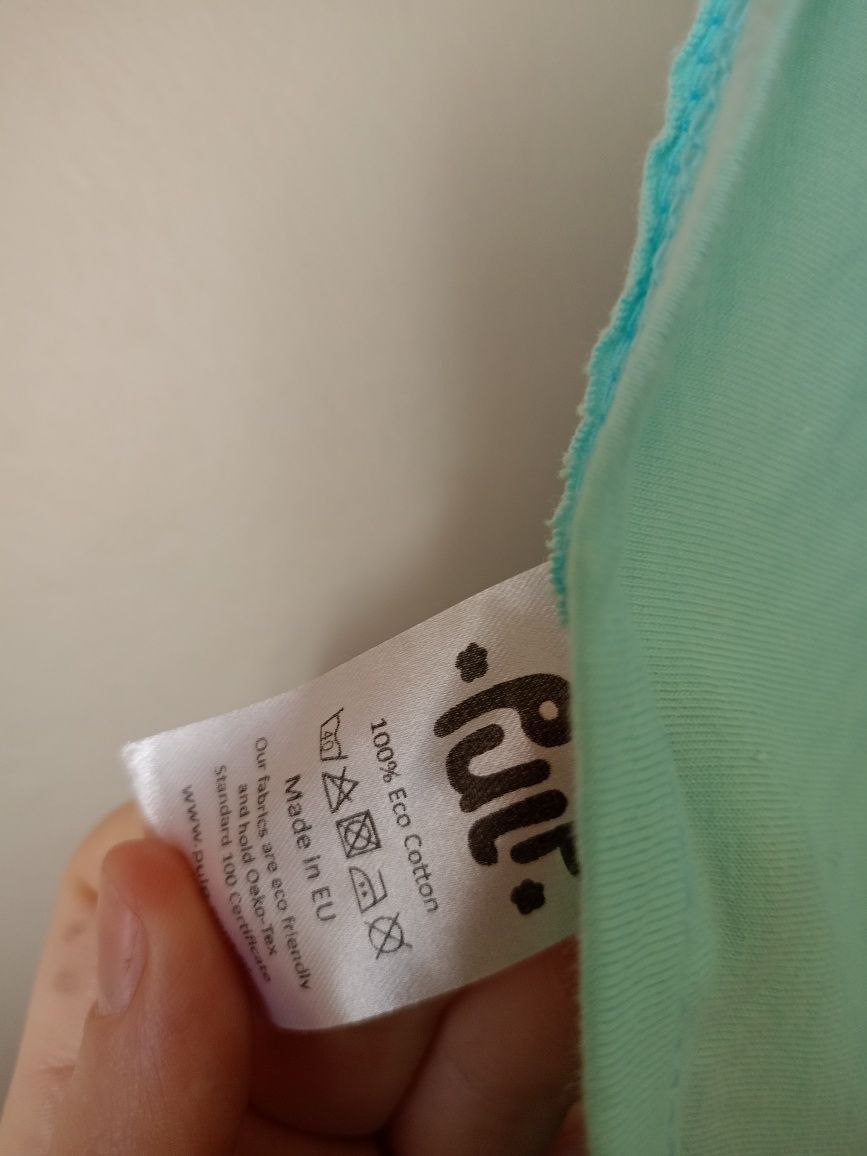 Pulp
100% Eco Cotton
40
Made in EU
Our fabrics are eco friendly
and hold Oeko-Tex
Standard 100 Certificate